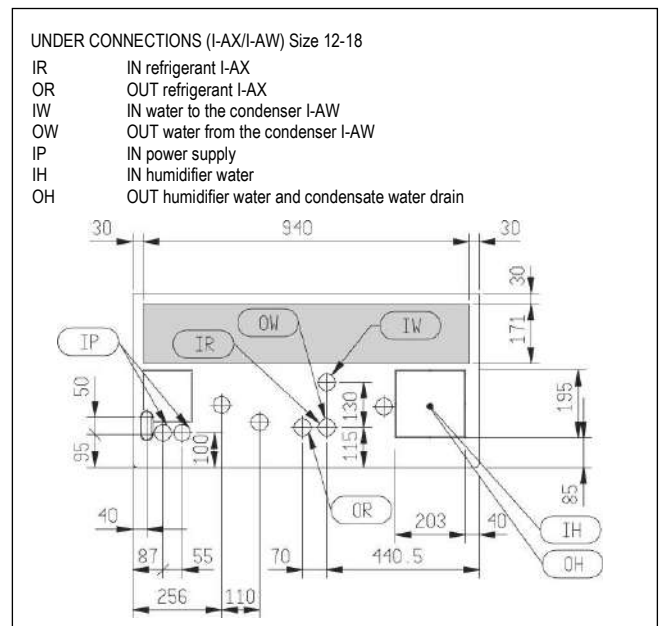 UNDER CONNECTIONS (I-AX/I-AW) Size 12-18
IR IN refrigerant I-AX
OR OUT refrigerant I-AX
IW IN water to the condenser I-AW
OW OUT water from the condenser I-AW
IP IN power supply
IH IN humidifier water
OH OUT humidifier water and condensate water drain
30 940 30
30
171
OW IW
IP IR
50
130
195
95
100
115
85
OR
40 203 40
IH
87 55 70 440.5
OH
256 110